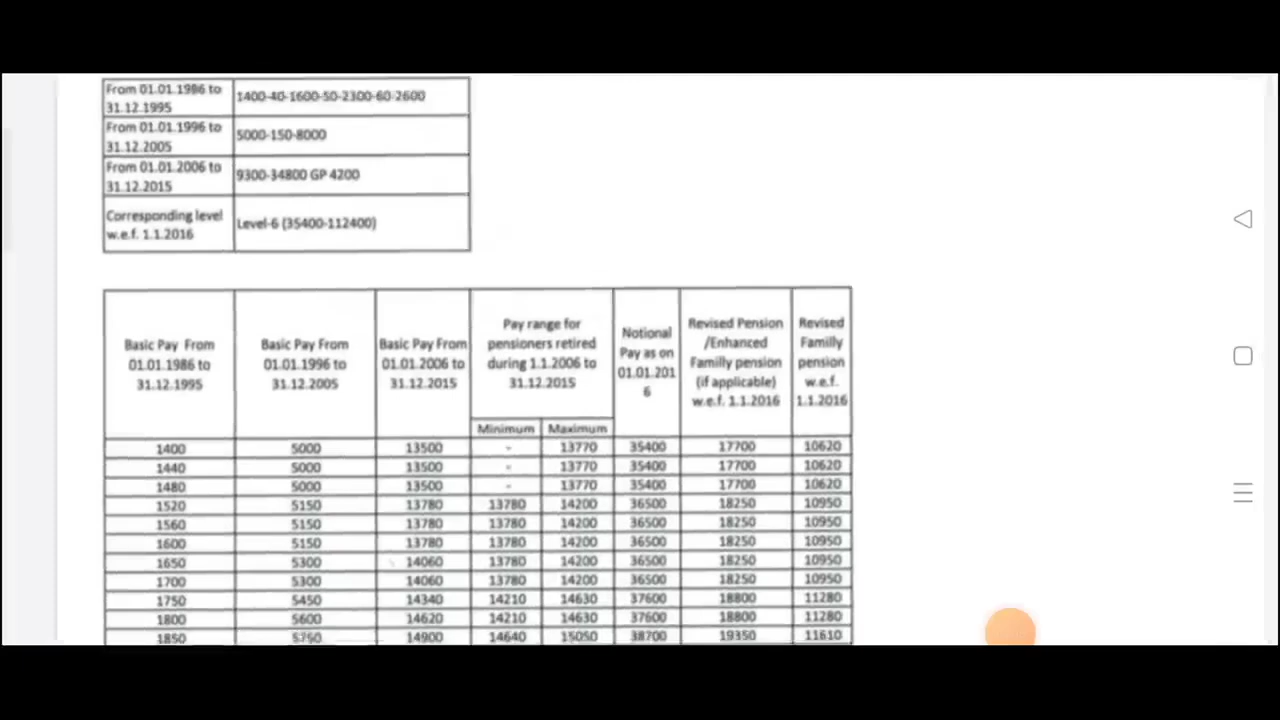 From 01.01.1986 to
31.12.1995
1400-40-1600-50-2300-60-2600
From 01.01.1996 to
31.12.2005
5000-150-8000
From 01.01.2006 to
31.12.2015
9300-34800 GP 4200
Corresponding level
w.e.f. 1.1.2016
Level-6 (35400-112400)
Basic Pay From
01.01.1986 to
31.12.1995
Basic Pay From
01.01.1996 to
31.12.2005
Basic Pay From
01.01.2006 to
31.12.2015
Pay range for
pensioners retired
during 1.1.2006 to
31.12.2015
Minimum Maximum
Notional
Pay as on
01.01.201
6
Revised Pension
/Enhanced
Familly pension
(if applicable)
w.e.f. 1.1.2016
Revised
Familly
pension
w.e.f.
1.1.2016
1400 5000 13500 - 13770 35400 17700 10620
1440 5000 13500 - 13770 35400 17700 10620
1480 5000 13500 - 13770 35400 17700 10620
1520 5150 13780 13780 14200 36500 18250 10950
1560 5150 13780 13780 14200 36500 18250 10950
1600 5150 13780 13780 14200 36500 18250 10950
1650 5300 14060 13780 14200 36500 18250 10950
1700 5300 14060 13780 14200 36500 18250 10950
1750 5450 14340 14210 14630 37600 18800 11280
1800 5600 14620 14210 14630 37600 18800 11280
1850 5750 14900 14640 15050 38700 19350 11610